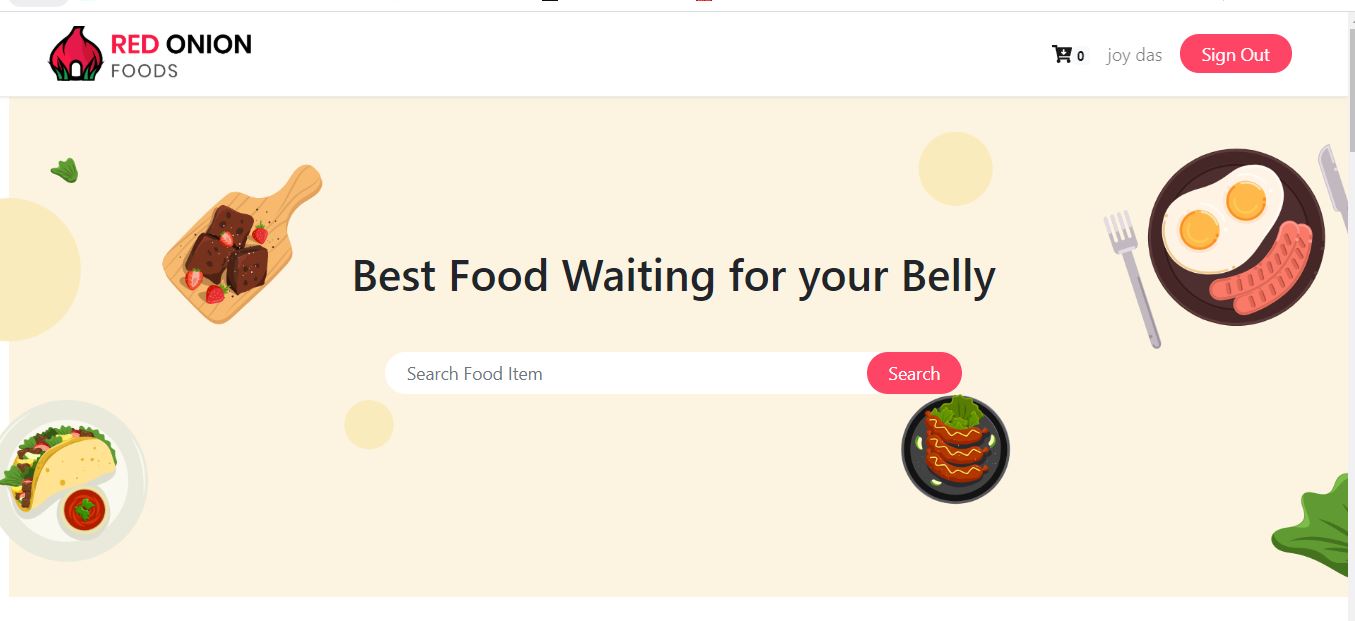 RED ONION
FOODS
0
joy das
Sign Out
Best Food Waiting for your Belly
Search Food Item
Search